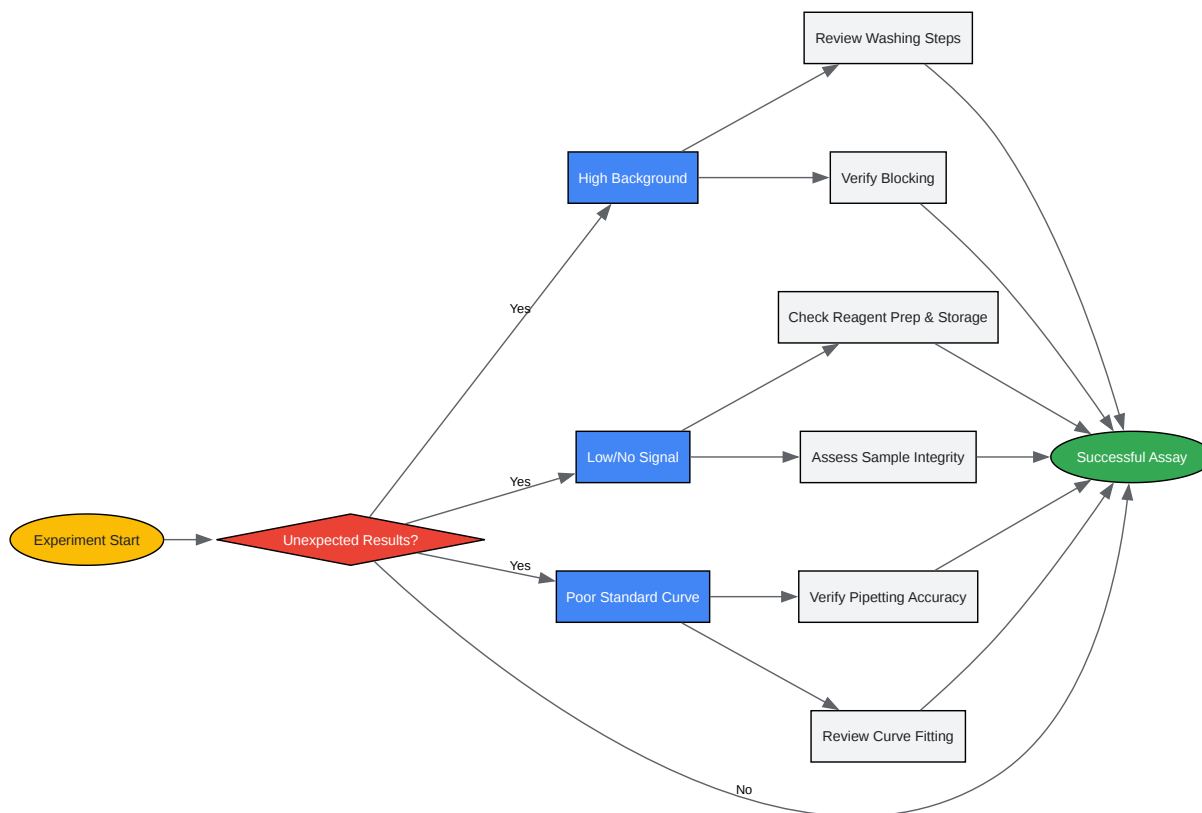 Review Washing Steps
High Background
Verify Blocking
Yes
Check Reagent Prep & Storage
Low/No Signal
Assess Sample Integrity
Successful Assay
Yes
Experiment Start
Unexpected Results?
Yes
Poor Standard Curve
Verify Pipetting Accuracy
Review Curve Fitting
No